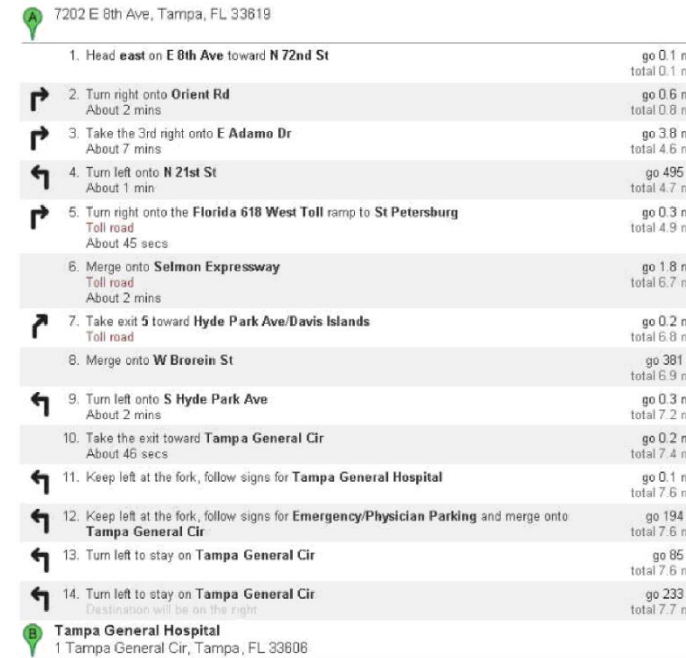 A
7202 E 8th Ave, Tampa, FL 33619
1. Head east on E 8th Ave toward N 72nd St
go 0.1
total 0.1
2. Turn right onto Orient Rd
About 2 mins
go 0.6
total 0.8
3. Take the 3rd right onto E Adamo Dr
About 7 mins
go 3.8
total 4.6
4. Turn left onto N 21st St
About 1 min
go 495
total 4.7
5. Turn right onto the Florida 618 West Toll ramp to St Petersburg
Toll road
About 45 secs
go 0.3
total 4.9
6. Merge onto Selmon Expressway
Toll road
About 2 mins
go 1.8
total 6.7
7. Take exit 5 toward Hyde Park Ave/Davis Islands
Toll road
go 0.2
total 6.8
8. Merge onto W Brorein St
go 381
total 6.9
9. Turn left onto S Hyde Park Ave
About 2 mins
go 0.3
total 7.2
10. Take the exit toward Tampa General Cir
About 46 secs
go 0.2
total 7.4
11. Keep left at the fork, follow signs for Tampa General Hospital
go 0.1
total 7.6
12. Keep left at the fork, follow signs for Emergency/Physician Parking and merge onto
Tampa General Cir
go 194
total 7.6
13. Turn left to stay on Tampa General Cir
go 85
total 7.6
14. Turn left to stay on Tampa General Cir
Destination will be on the right
go 233
total 7.7
B
Tampa General Hospital
1 Tampa General Cir, Tampa, FL 33606